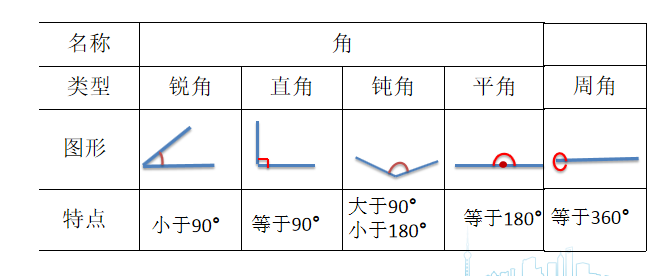 名称 角
类型 锐角 直角 钝角 平角 周角
图形
特点 小于90° 等于90° 大于90° 等于180° 等于360°
小于180°